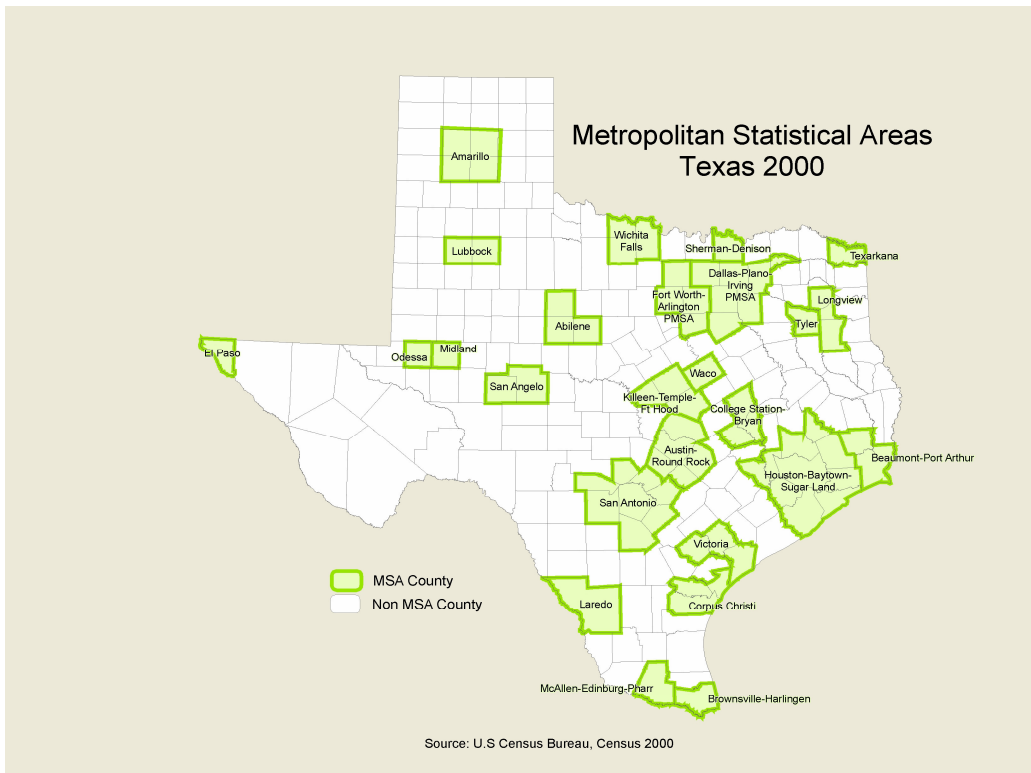 Metropolitan Statistical Areas
Texas 2000
Amarillo
Lubbock
Wichita
Falls
Sherman-Denison
Texarkana
Dallas-Plano-
Irving
PMSA
Fort Worth-
Arlington
PMSA
Longview
Tyler
Abilene
El Paso
Odessa
Midland
San Angelo
Waco
Killeen-Temple-
Ft Hood
College Station-
Bryan
Austin-
Round Rock
Beaumont-Port Arthur
Houston-Baytown-
Sugar Land
San Antonio
Victoria
Corpus Christi
Laredo
McAllen-Edinburg-Pharr
Brownsville-Harlingen
MSA County
Non MSA County
Source: U.S Census Bureau, Census 2000